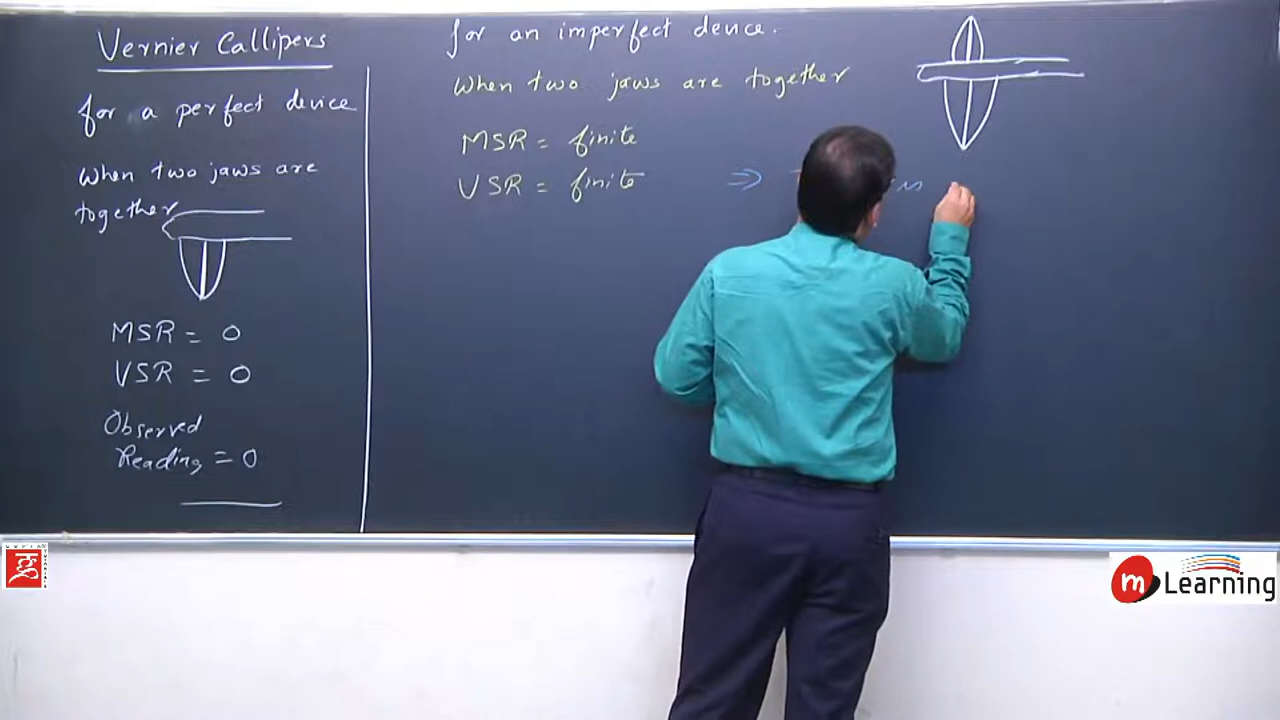 Vernier Callipers
for a perfect device
When two jaws are
together
MSR = 0
VSR = 0
Observed
Reading = 0
for an imperfect device.
When two jaws are together
MSR = finite
VSR = finite
⇒
m Learning